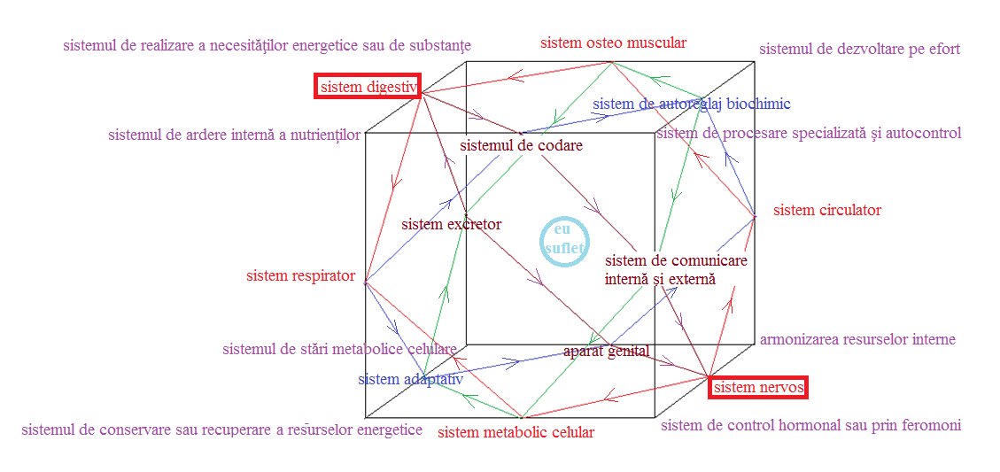 sistem osteo muscular
sistemul de realizare a necesităţilor energetice sau de substanţe
sistemul de dezvoltare pe efort
sistem digestiv
sistem de autoreglaj biochimic
sistemul de ardere internă a nutrienţilor
sistem de procesare specializată şi autocontrol
sistemul de codare
sistem circulator
sistem excretor
eu
suflet
sistem de comunicare
internă şi externă
sistem respirator
armonizarea resurselor interne
sistemul de stări metabolice celulare
aparat genital
sistem adaptativ
sistem nervos
sistemul de conservare sau recuperare a resurselor energetice
sistem metabolic celular
sistem de control hormonal sau prin feromoni